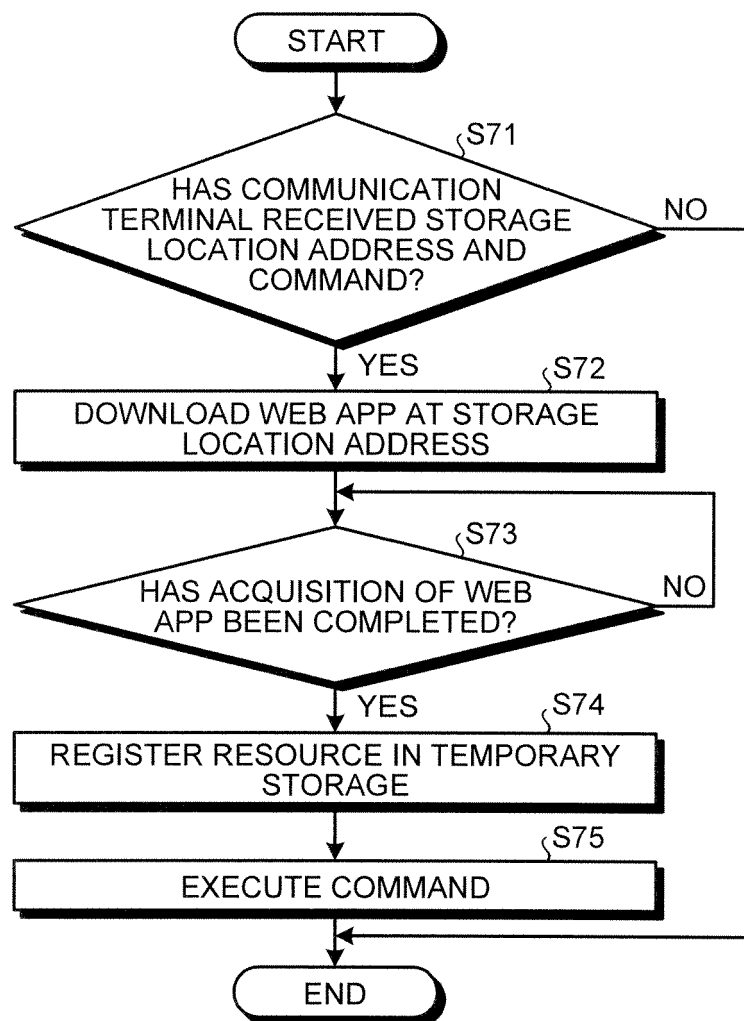 START
S71
HAS COMMUNICATION
TERMINAL RECEIVED STORAGE
LOCATION ADDRESS AND
COMMAND?
NO
YES
S72
DOWNLOAD WEB APP AT STORAGE
LOCATION ADDRESS
S73
HAS ACQUISITION OF WEB
APP BEEN COMPLETED?
NO
YES
S74
REGISTER RESOURCE IN TEMPORARY
STORAGE
S75
EXECUTE COMMAND
END